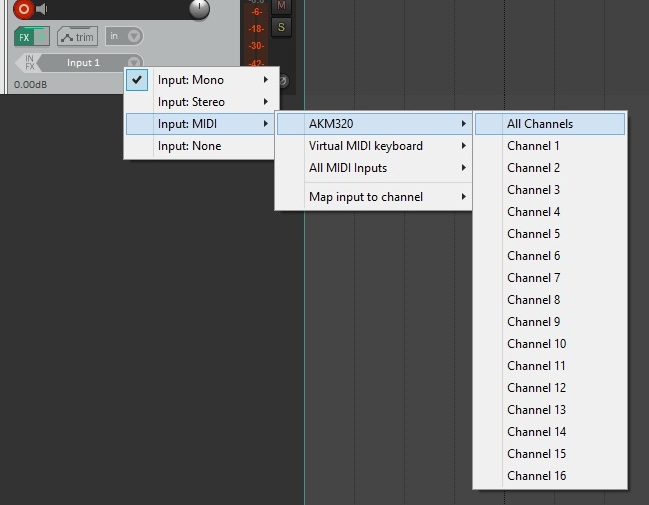 -6-
-18-
-30-
-42-
M
S
FX
trim
in
IN FX
Input 1
0.00dB
Input: Mono
Input: Stereo
Input: MIDI
Input: None
AKM320
Virtual MIDI keyboard
All MIDI Inputs
Map input to channel
All Channels
Channel 1
Channel 2
Channel 3
Channel 4
Channel 5
Channel 6
Channel 7
Channel 8
Channel 9
Channel 10
Channel 11
Channel 12
Channel 13
Channel 14
Channel 15
Channel 16